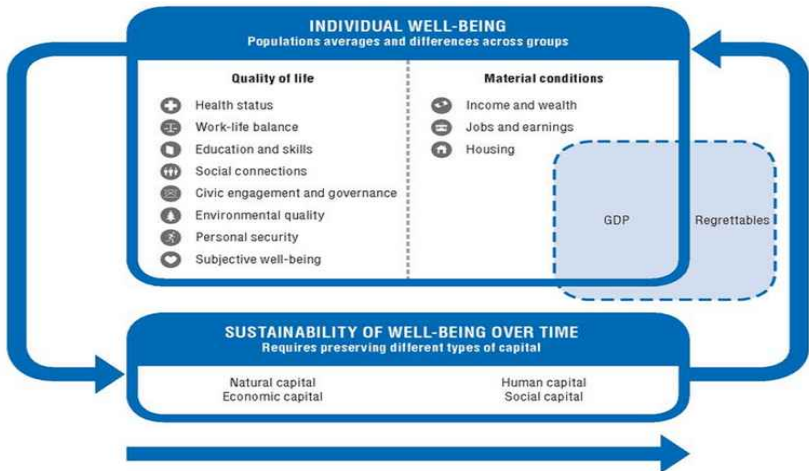 INDIVIDUAL WELL-BEING
Populations averages and differences across groups
Quality of life
Health status
Work-life balance
Education and skills
Social connections
Civic engagement and governance
Environmental quality
Personal security
Subjective well-being
Material conditions
Income and wealth
Jobs and earnings
Housing
GDP
Regrettables
SUSTAINABILITY OF WELL-BEING OVER TIME
Requires preserving different types of capital
Natural capital
Economic capital
Human capital
Social capital